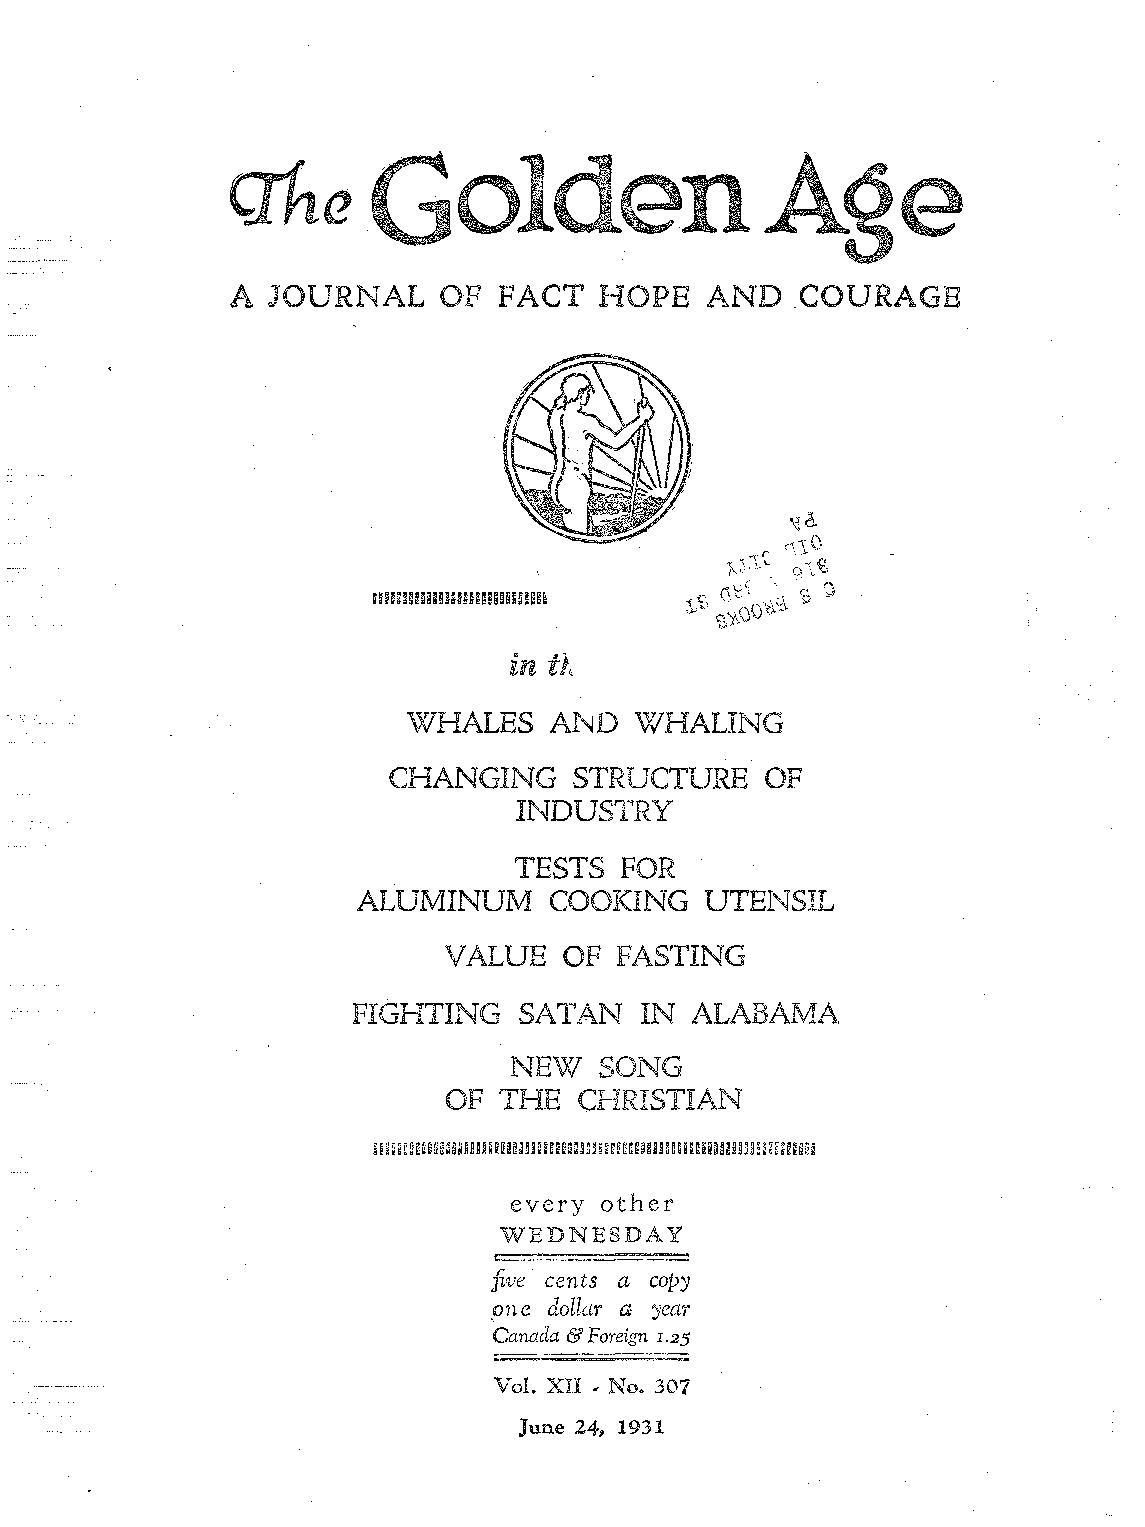 The Golden Age
A JOURNAL OF FACT HOPE AND COURAGE
C S BROOKS
916 3RD ST
OIL CITY
PA
in th
WHALES AND WHALING
CHANGING STRUCTURE OF
INDUSTRY
TESTS FOR
ALUMINUM COOKING UTENSIL
VALUE OF FASTING
FIGHTING SATAN IN ALABAMA
NEW SONG
OF THE CHRISTIAN
every other
WEDNESDAY
five cents a copy
one dollar a year
Canada & Foreign 1.25
Vol. XII - No. 307
June 24, 1931